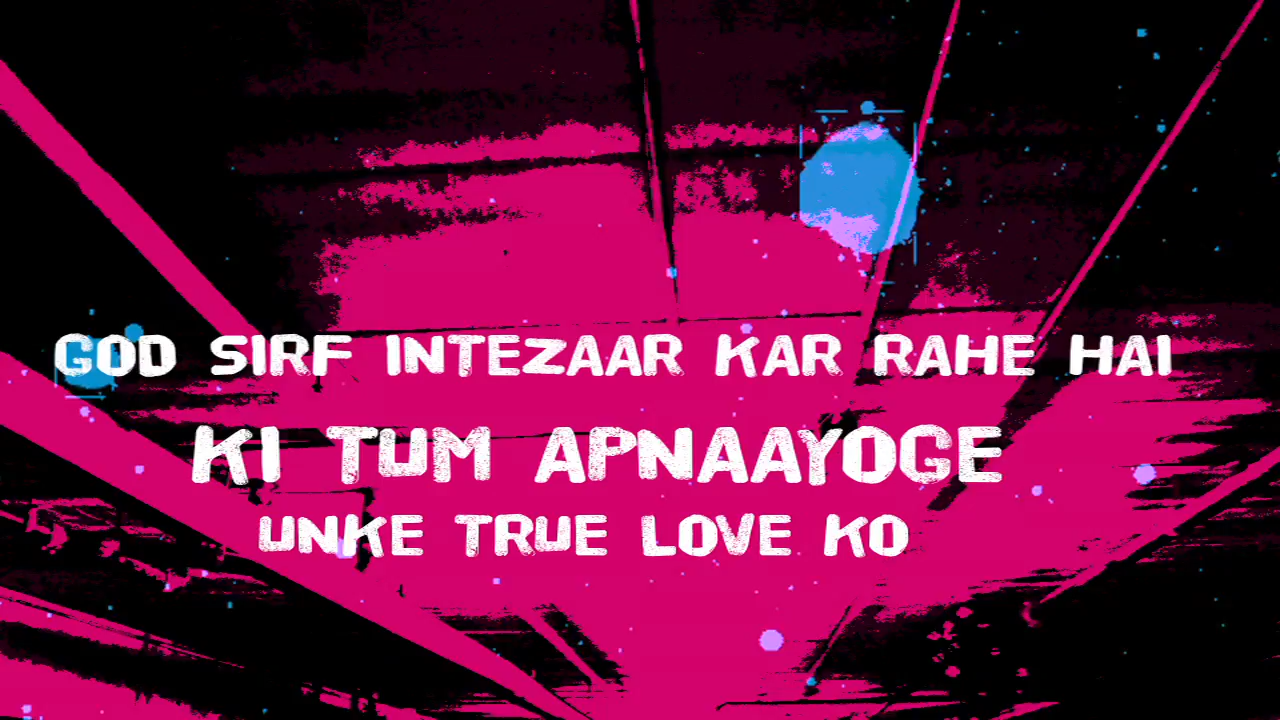 GOD SIRF INTEZAAR KAR RAHE HAI
KI TUM APNAAYOGE
UNKE TRUE LOVE KO